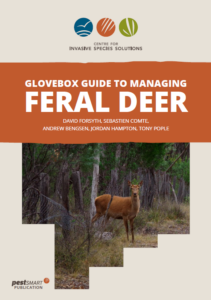 CENTRE FOR
INVASIVE SPECIES SOLUTIONS
GLOVEBOX GUIDE TO MANAGING
FERAL DEER
DAVID FORSYTH, SEBASTIEN COMTE,
ANDREW BENGSEN, JORDAN HAMPTON, TONY POPLE
pestSMART
PUBLICATION